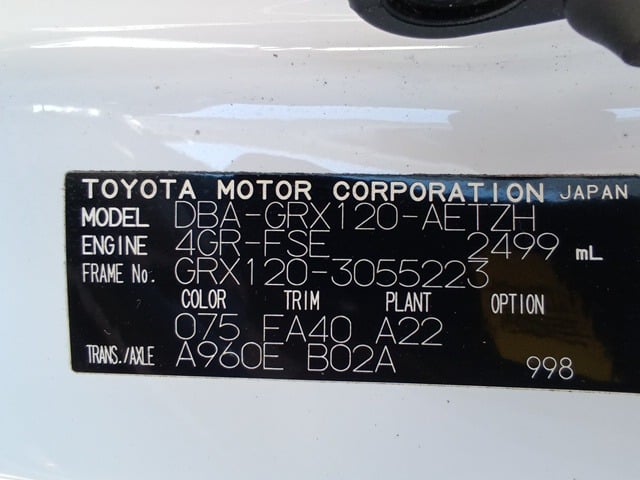 TOYOTA MOTOR CORPORATION JAPAN
MODEL DBA-GRX120-AETZH
ENGINE 4GR-FSE 2499 mL
FRAME No. GRX120-3055223
COLOR TRIM PLANT OPTION
075 FA40 A22
TRANS./AXLE A960E B02A 998